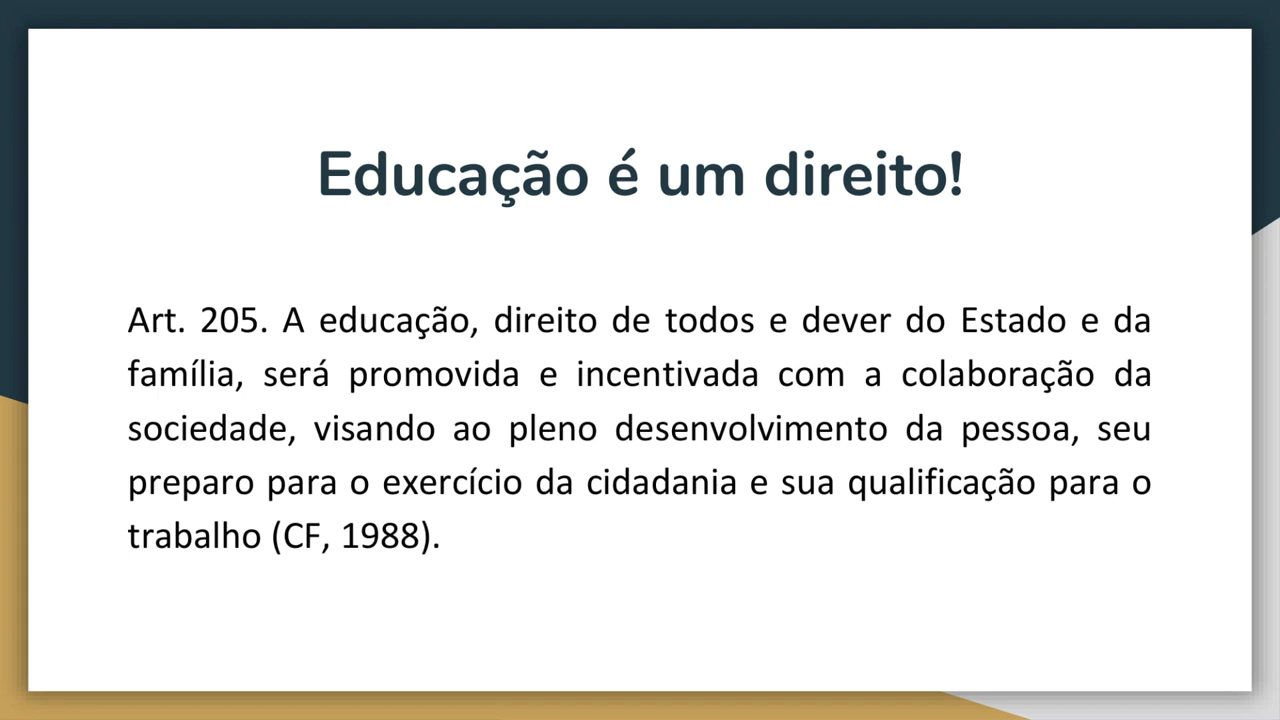 Educação é um direito!
Art. 205. A educação, direito de todos e dever do Estado e da
família, será promovida e incentivada com a colaboração da
sociedade, visando ao pleno desenvolvimento da pessoa, seu
preparo para o exercício da cidadania e sua qualificação para o
trabalho (CF, 1988).